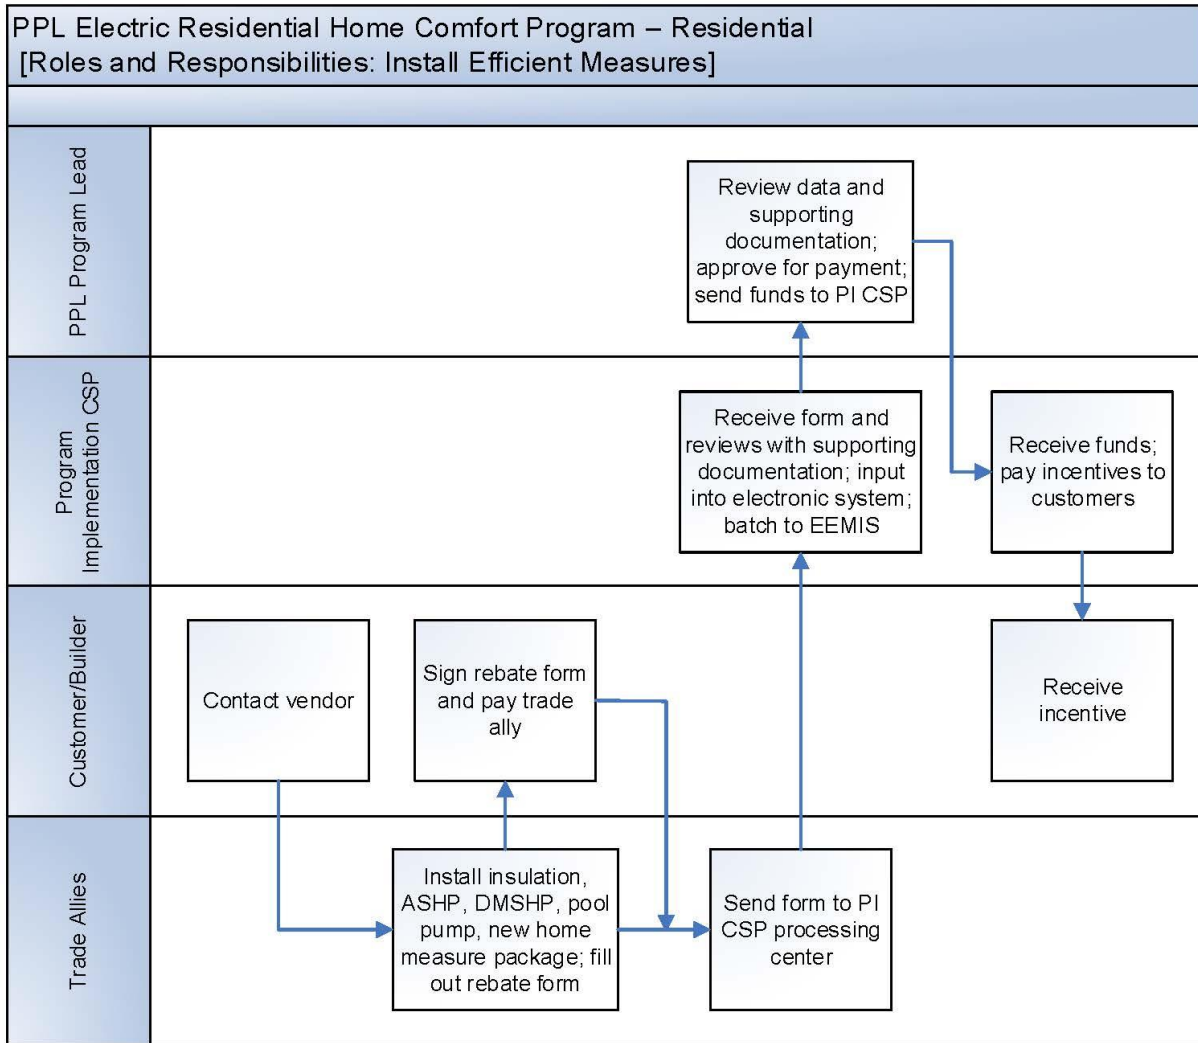 PPL Electric Residential Home Comfort Program – Residential
[Roles and Responsibilities: Install Efficient Measures]
PPL Program Lead
Review data and
supporting
documentation;
approve for payment;
send funds to PI CSP
Program
Implementation CSP
Receive form and
reviews with supporting
documentation; input
into electronic system;
batch to EEMIS
Receive funds;
pay incentives to
customers
Customer/Builder
Contact vendor
Sign rebate form
and pay trade
ally
Receive
incentive
Trade Allies
Install insulation,
ASHP, DMSHP, pool
pump, new home
measure package; fill
out rebate form
Send form to PI
CSP processing
center